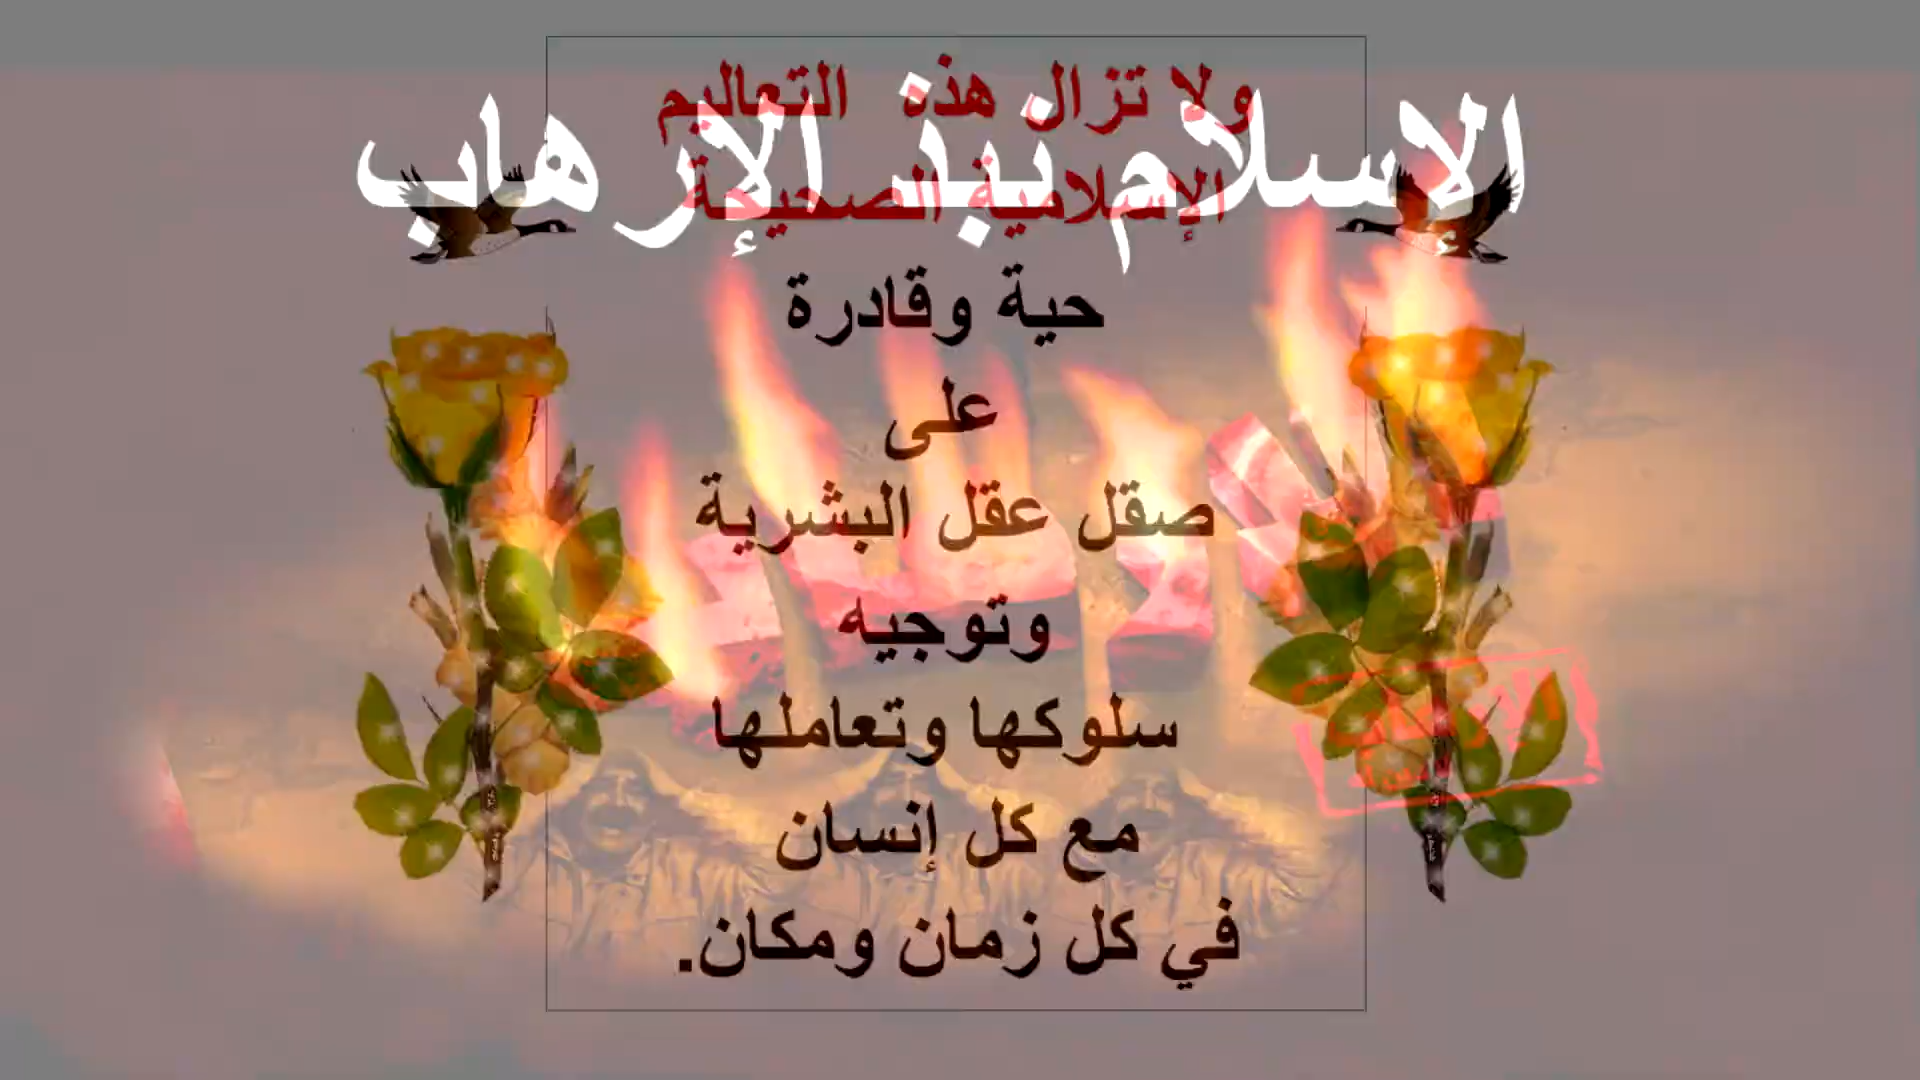 الإسلام نبذ الإرهاب
ولا تزال هذه التعاليم
الإسلامية الصحيحة
حية وقادرة
على
صقل عقل البشرية
وتوجيه
سلوكها وتعاملها
مع كل إنسان
في كل زمان ومكان.